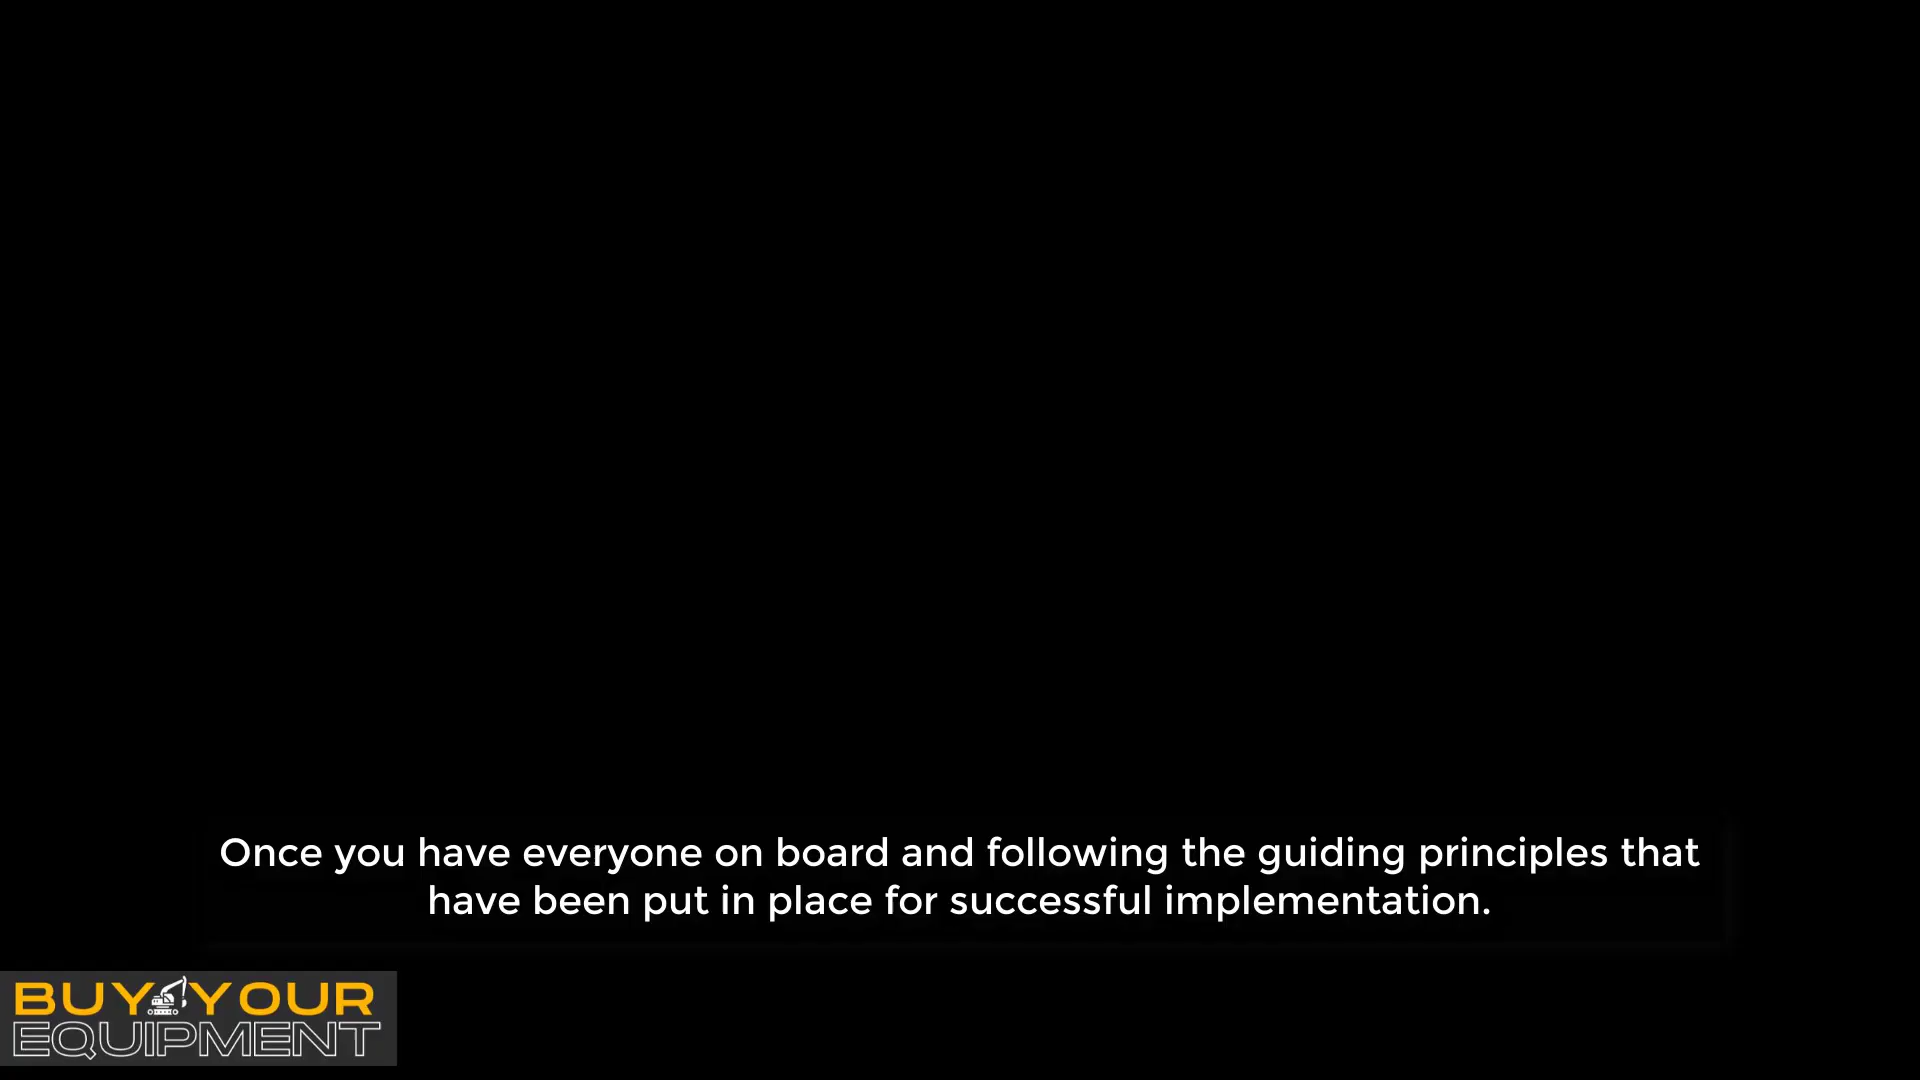 Once you have everyone on board and following the guiding principles that
have been put in place for successful implementation.
BUY YOUR
EQUIPMENT